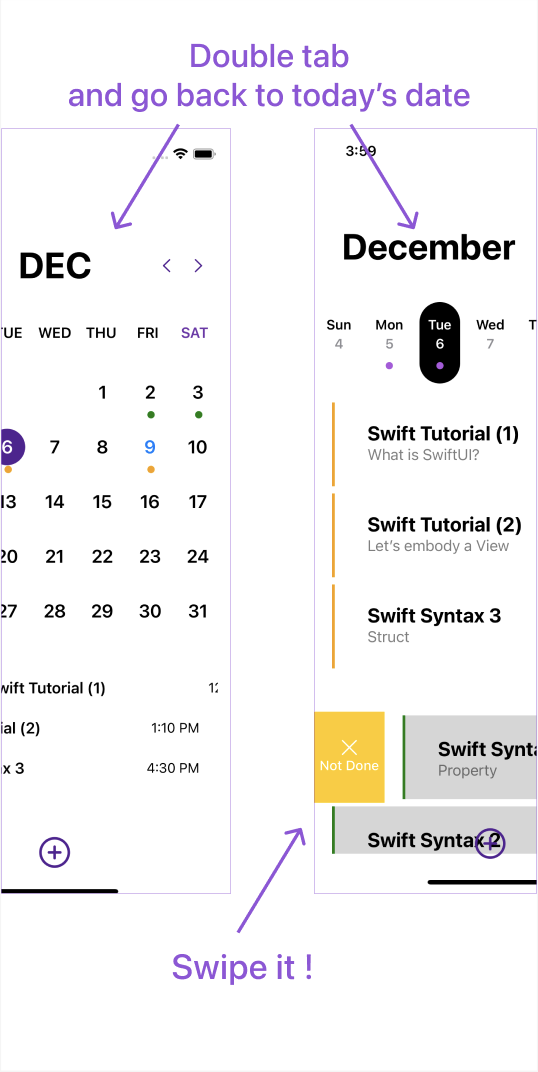 Double tab
and go back to today's date
DEC
UE WED THU FRI SAT
1 2 3
6 7 8 9 10
13 14 15 16 17
20 21 22 23 24
27 28 29 30 31
wift Tutorial (1) 12
ial (2) 1:10 PM
x 3 4:30 PM
3:59
December
Sun Mon Tue Wed T
4 5 6 7
Swift Tutorial (1)
What is SwiftUI?
Swift Tutorial (2)
Let's embody a View
Swift Syntax 3
Struct
Not Done
Swift Synta
Property
Swift Syntax 2
Swipe it !